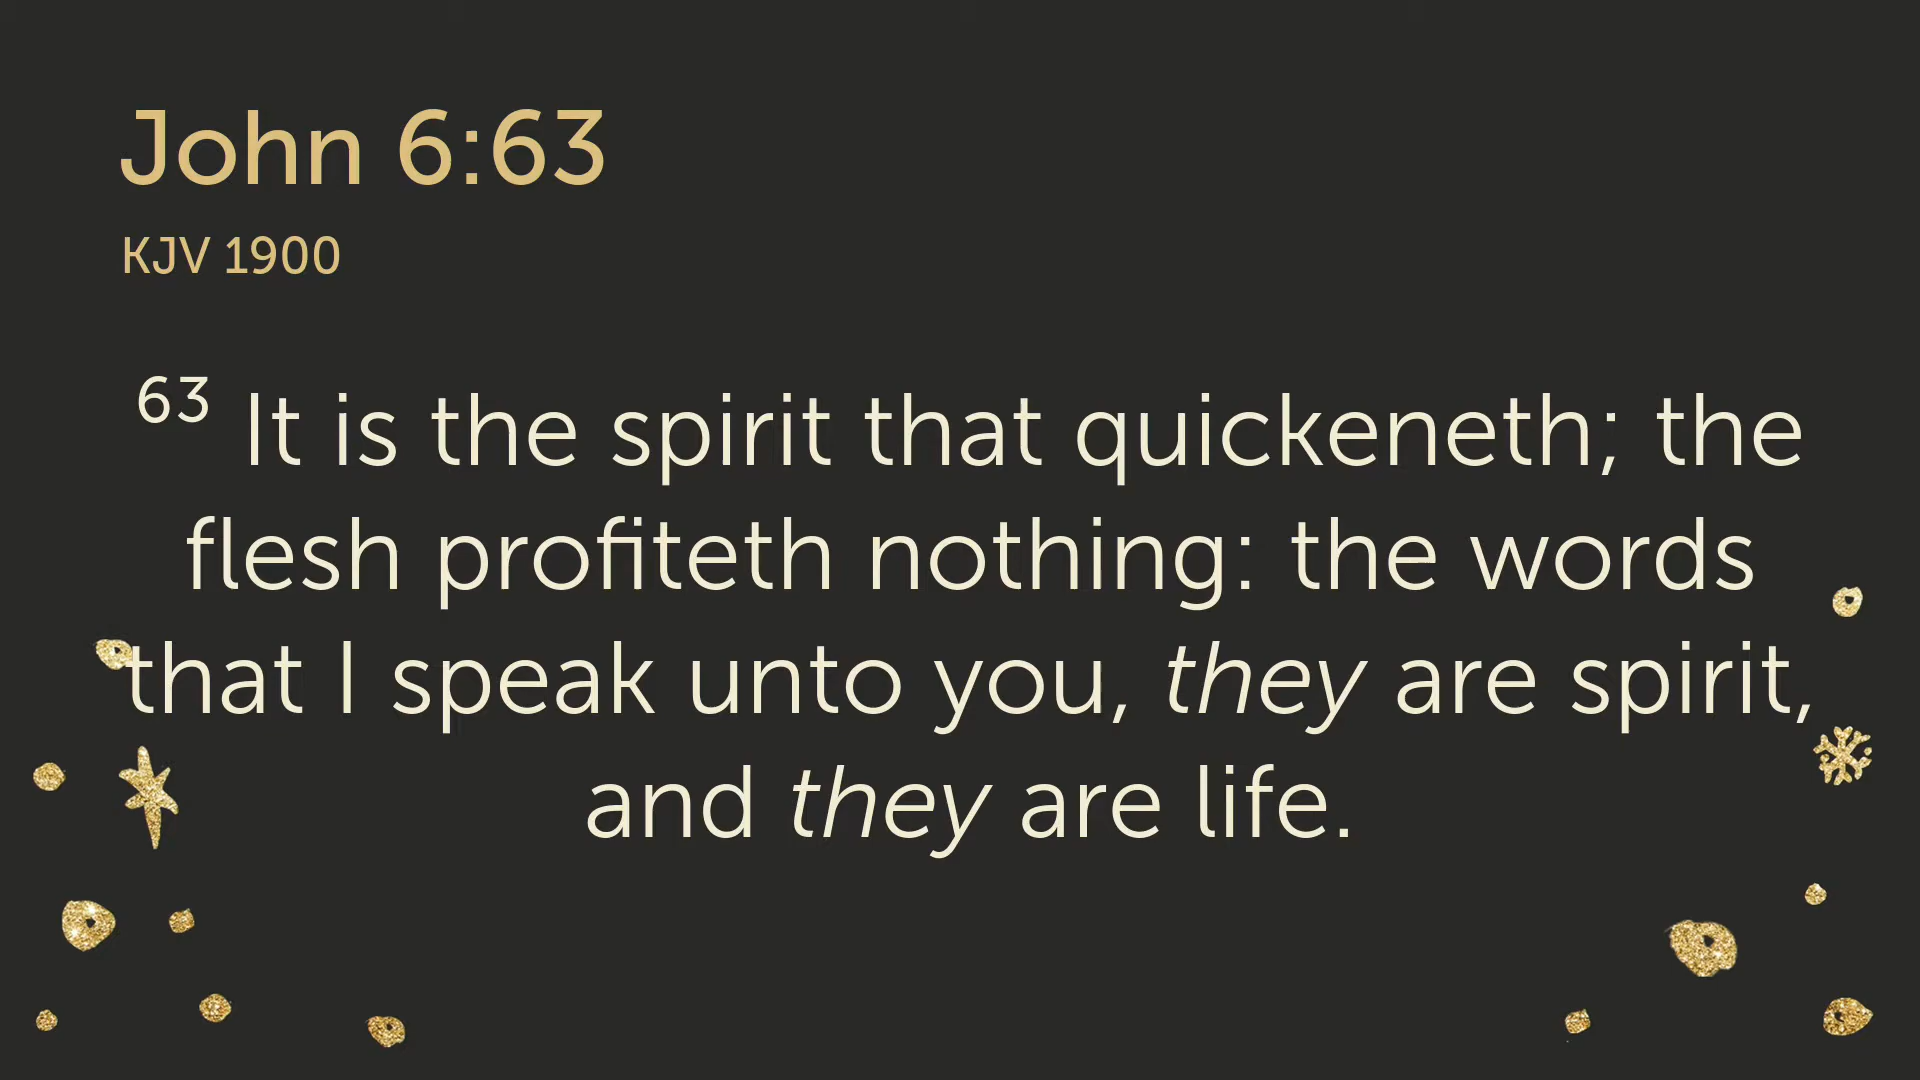 John 6:63
KJV 1900
63 It is the spirit that quickeneth; the
flesh profiteth nothing: the words
that I speak unto you, they are spirit,
and they are life.